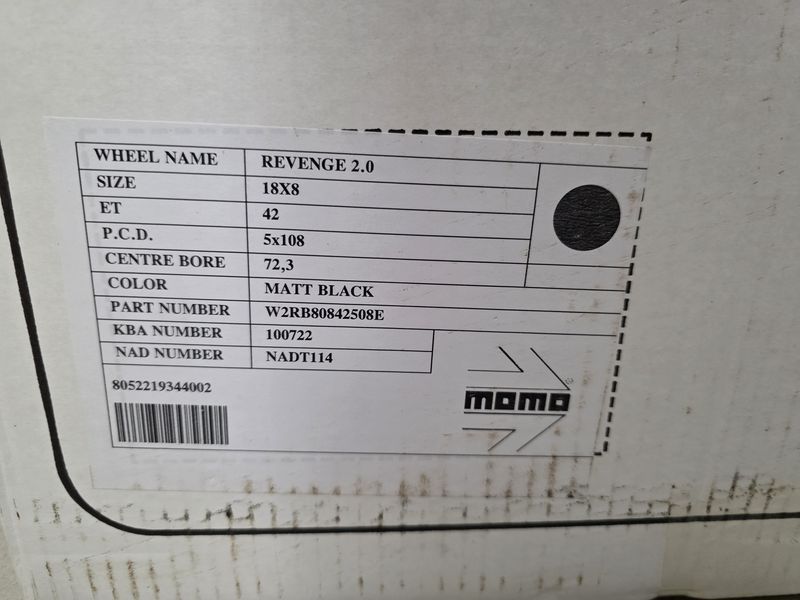 WHEEL NAME REVENGE 2.0
SIZE 18X8
ET 42
P.C.D. 5x108
CENTRE BORE 72,3
COLOR MATT BLACK
PART NUMBER W2RB80842508E
KBA NUMBER 100722
NAD NUMBER NADT114
8052219344002
momo®